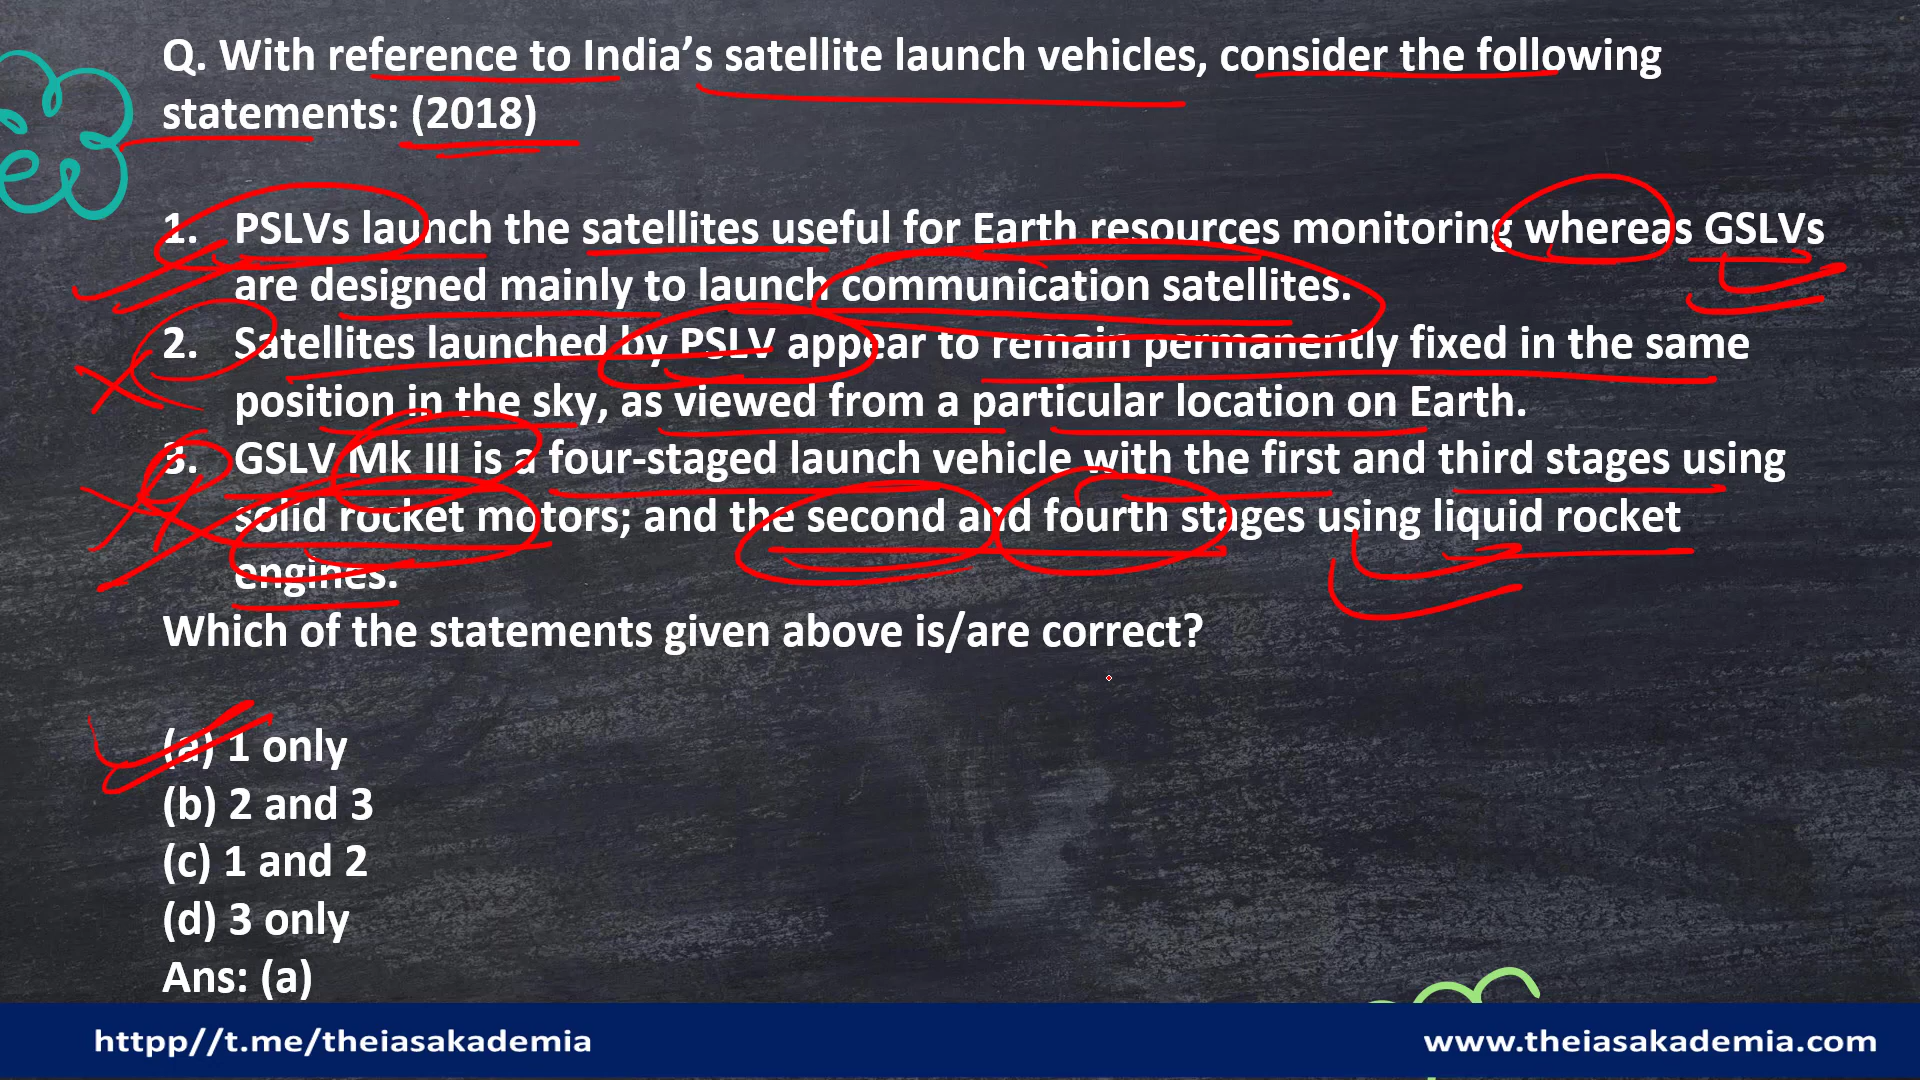 Q. With reference to India’s satellite launch vehicles, consider the following
statements: (2018)
1. PSLVs launch the satellites useful for Earth resources monitoring whereas GSLVs
are designed mainly to launch communication satellites.
2. Satellites launched by PSLV appear to remain permanently fixed in the same
position in the sky, as viewed from a particular location on Earth.
3. GSLV Mk III is a four-staged launch vehicle with the first and third stages using
solid rocket motors; and the second and fourth stages using liquid rocket
engines.
Which of the statements given above is/are correct?
(a) 1 only
(b) 2 and 3
(c) 1 and 2
(d) 3 only
Ans: (a)
httpp//t.me/theiasakademia
www.theiasakademia.com